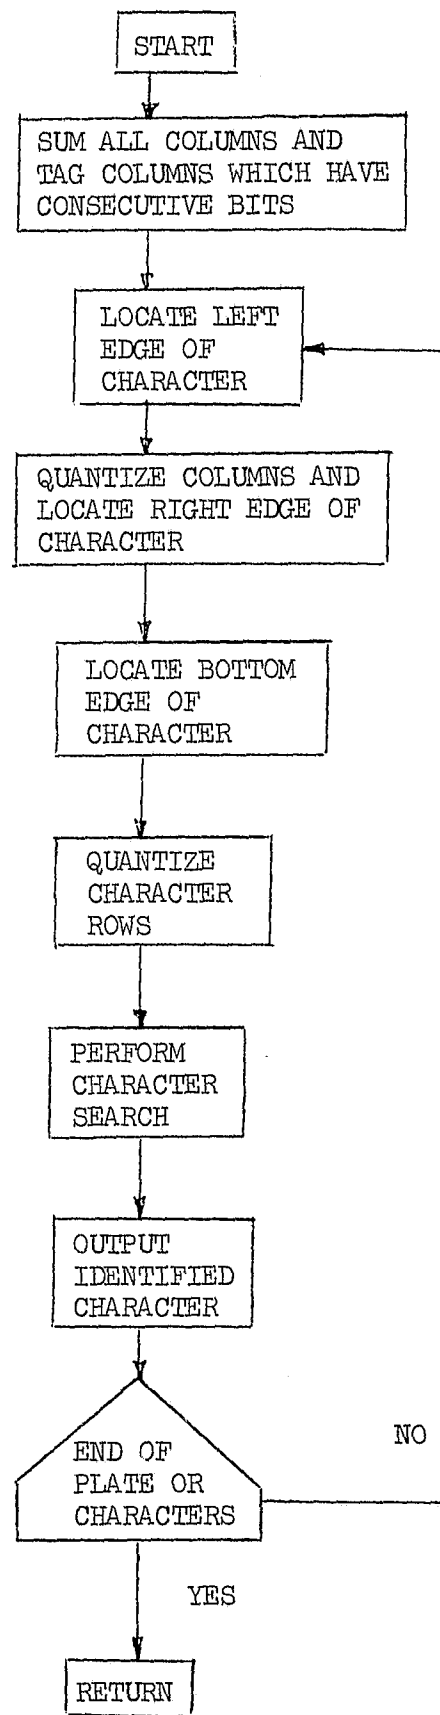 START
SUM ALL COLUMNS AND
TAG COLUMNS WHICH HAVE
CONSECUTIVE BITS
LOCATE LEFT
EDGE OF
CHARACTER
QUANTIZE COLUMNS AND
LOCATE RIGHT EDGE OF
CHARACTER
LOCATE BOTTOM
EDGE OF
CHARACTER
QUANTIZE
CHARACTER
ROWS
PERFORM
CHARACTER
SEARCH
OUTPUT
IDENTIFIED
CHARACTER
END OF
PLATE OR
CHARACTERS
NO
YES
RETURN